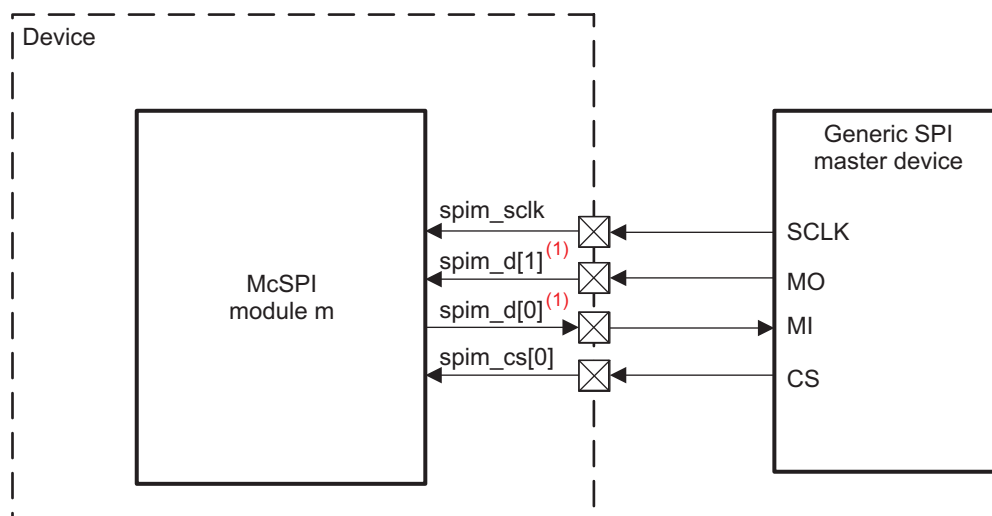 Device
Generic SPI
master device
spim_sclk
SCLK
spim_d[1](1)
MO
McSPI
module m
spim_d[0](1)
MI
spim_cs[0]
CS